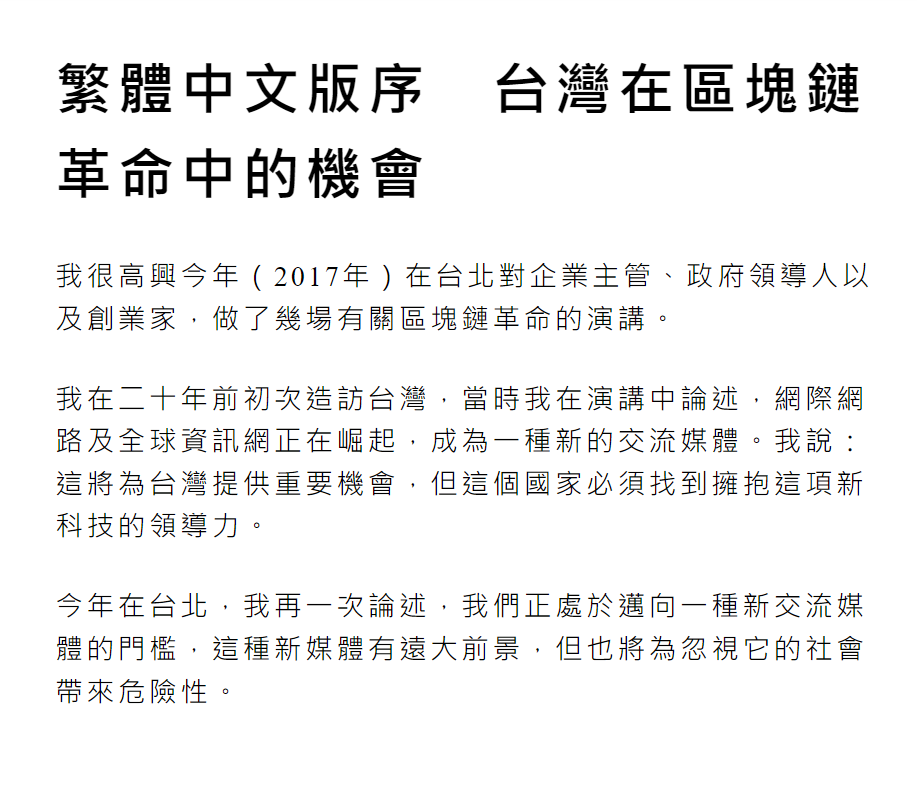 繁體中文版序　台灣在區塊鏈
革命中的機會
我很高興今年（2017年）在台北對企業主管、政府領導人以
及創業家，做了幾場有關區塊鏈革命的演講。
我在二十年前初次造訪台灣，當時我在演講中論述，網際網
路及全球資訊網正在崛起，成為一種新的交流媒體。我說：
這將為台灣提供重要機會，但這個國家必須找到擁抱這項新
科技的領導力。
今年在台北，我再一次論述，我們正處於邁向一種新交流媒
體的門檻，這種新媒體有遠大前景，但也將為忽視它的社會
帶來危險性。